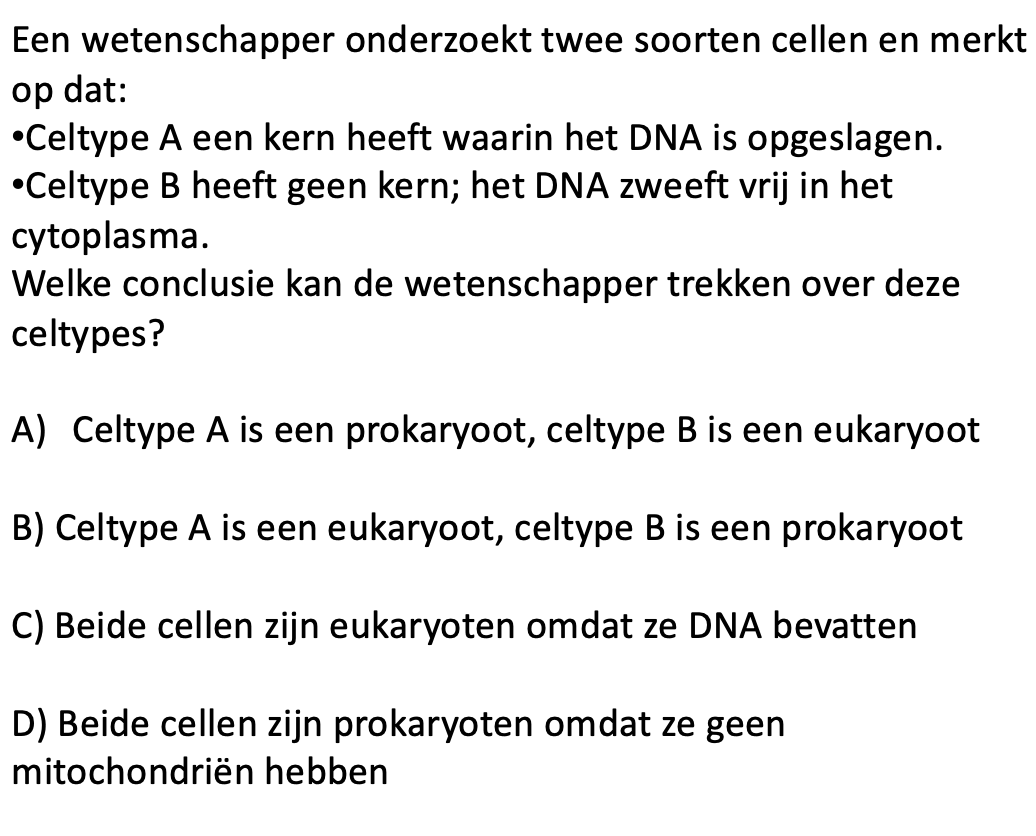 Een wetenschapper onderzoekt twee soorten cellen en merkt
op dat:
•Celtype A een kern heeft waarin het DNA is opgeslagen.
•Celtype B heeft geen kern; het DNA zweeft vrij in het
cytoplasma.
Welke conclusie kan de wetenschapper trekken over deze
celtypes?
A) Celtype A is een prokaryoot, celtype B is een eukaryoot
B) Celtype A is een eukaryoot, celtype B is een prokaryoot
C) Beide cellen zijn eukaryoten omdat ze DNA bevatten
D) Beide cellen zijn prokaryoten omdat ze geen
mitochondriën hebben